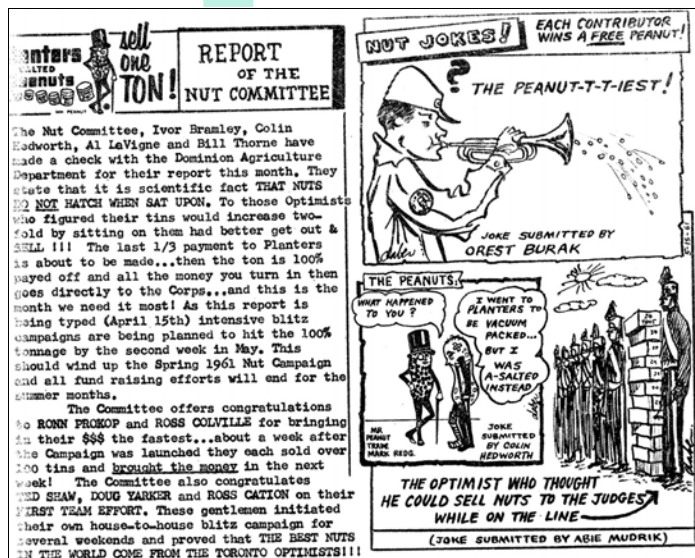 sell
one
TON!
MR PEANUT
REPORT
OF THE
NUT COMMITTEE
The Nut Committee, Ivor Bramley, Colin
Hedworth, Al LaVigne and Bill Thorne have
made a check with the Dominion Agriculture
Department for their report this month. They
state that it is scientific fact THAT NUTS
DO NOT HATCH WHEN SAT UPON. To those Optimists
who figured their tins would increase two-
fold by sitting on them had better get out &
SELL !!! The last 1/3 payment to Planters
is about to be made...then the ton is 100%
payed off and all the money you turn in then
goes directly to the Corps...and this is the
month we need it most! As this report is
being typed (April 15th) intensive blitz
campaigns are being planned to hit the 100%
tonnage by the second week in May. This
should wind up the Spring 1961 Nut Campaign
and all fund raising efforts will end for the
summer months.
The Committee offers congratulations
to RONN PROKOP and ROSS COLVILLE for bringing
in their $$$ the fastest...about a week after
the Campaign was launched they each sold over
100 tins and brought the money in the next
week! The Committee also congratulates
TED SHAW, DOUG YARKER and ROSS CATION on their
FIRST TEAM EFFORT. These gentlemen initiated
their own house-to-house blitz campaign for
several weekends and proved that THE BEST NUTS
IN THE WORLD COME FROM THE TORONTO OPTIMISTS!!!
NUT JOKES!
EACH CONTRIBUTOR
WINS A FREE PEANUT!
?
THE PEANUT-T-T-IEST!
JOKE SUBMITTED BY
OREST BURAK
THE PEANUTS:
WHAT HAPPENED
TO YOU ?
I WENT TO
PLANTERS TO
BE VACUUM
PACKED...
BUT I
WAS
A-SALTED
INSTEAD
MR
PEANUT
TRADE
MARK REDG.
JOKE
SUBMITTED
BY COLIN
HEDWORTH
THE OPTIMIST WHO THOUGHT
HE COULD SELL NUTS TO THE JUDGES
WHILE ON THE LINE
(JOKE SUBMITTED BY ABIE MUDRIK)